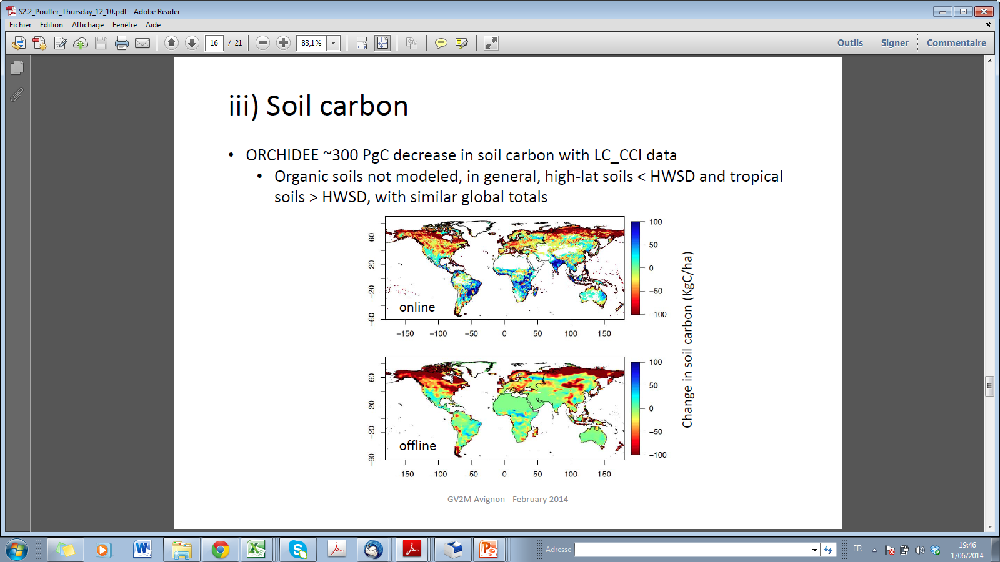 S2.2_Poulter_Thursday_12_10.pdf - Adobe Reader
Fichier Edition Affichage Fenêtre Aide
16 / 21 83,1% Outils Signer Commentaire
iii) Soil carbon
• ORCHIDEE ~300 PgC decrease in soil carbon with LC_CCI data
• Organic soils not modeled, in general, high-lat soils < HWSD and tropical
soils > HWSD, with similar global totals
60
20
−20
−60
online
−150 −100 −50 0 50 100 150
100
50
0
−50
−100
60
20
−20
−60
offline
−150 −100 −50 0 50 100 150
100
50
0
−50
−100
Change in soil carbon (KgC/ha)
GV2M Avignon - February 2014
Adresse
FR
19:46
1/06/2014